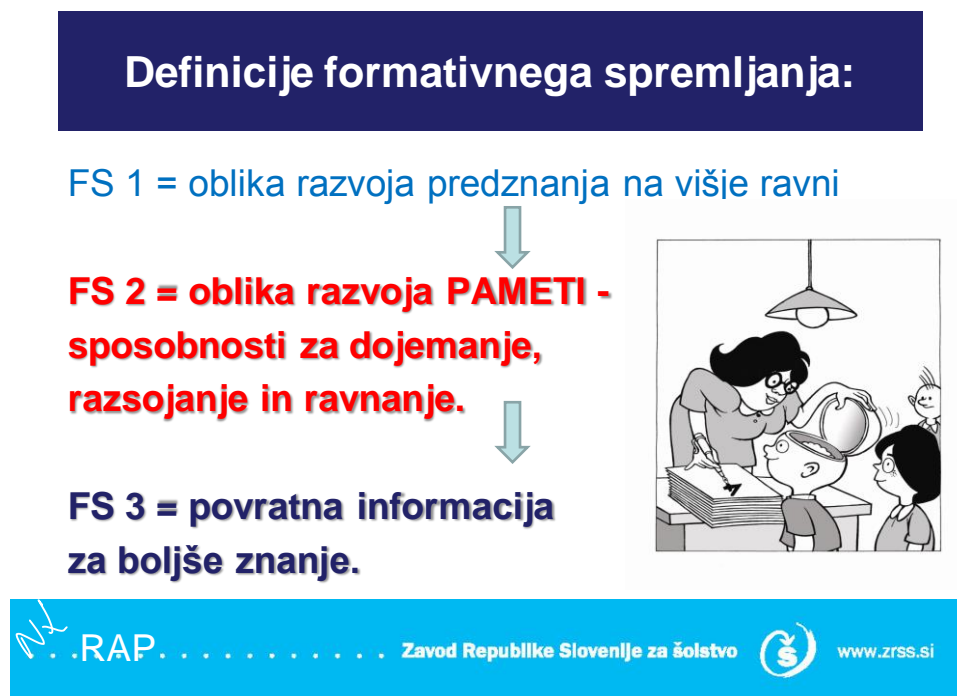 Definicije formativnega spremljanja:
FS 1 = oblika razvoja predznanja na višje ravni
FS 2 = oblika razvoja PAMETI -
sposobnosti za dojemanje,
razsojanje in ravnanje.
FS 3 = povratna informacija
za boljše znanje.
RAP
Zavod Republike Slovenije za šolstvo
š
www.zrss.si
A